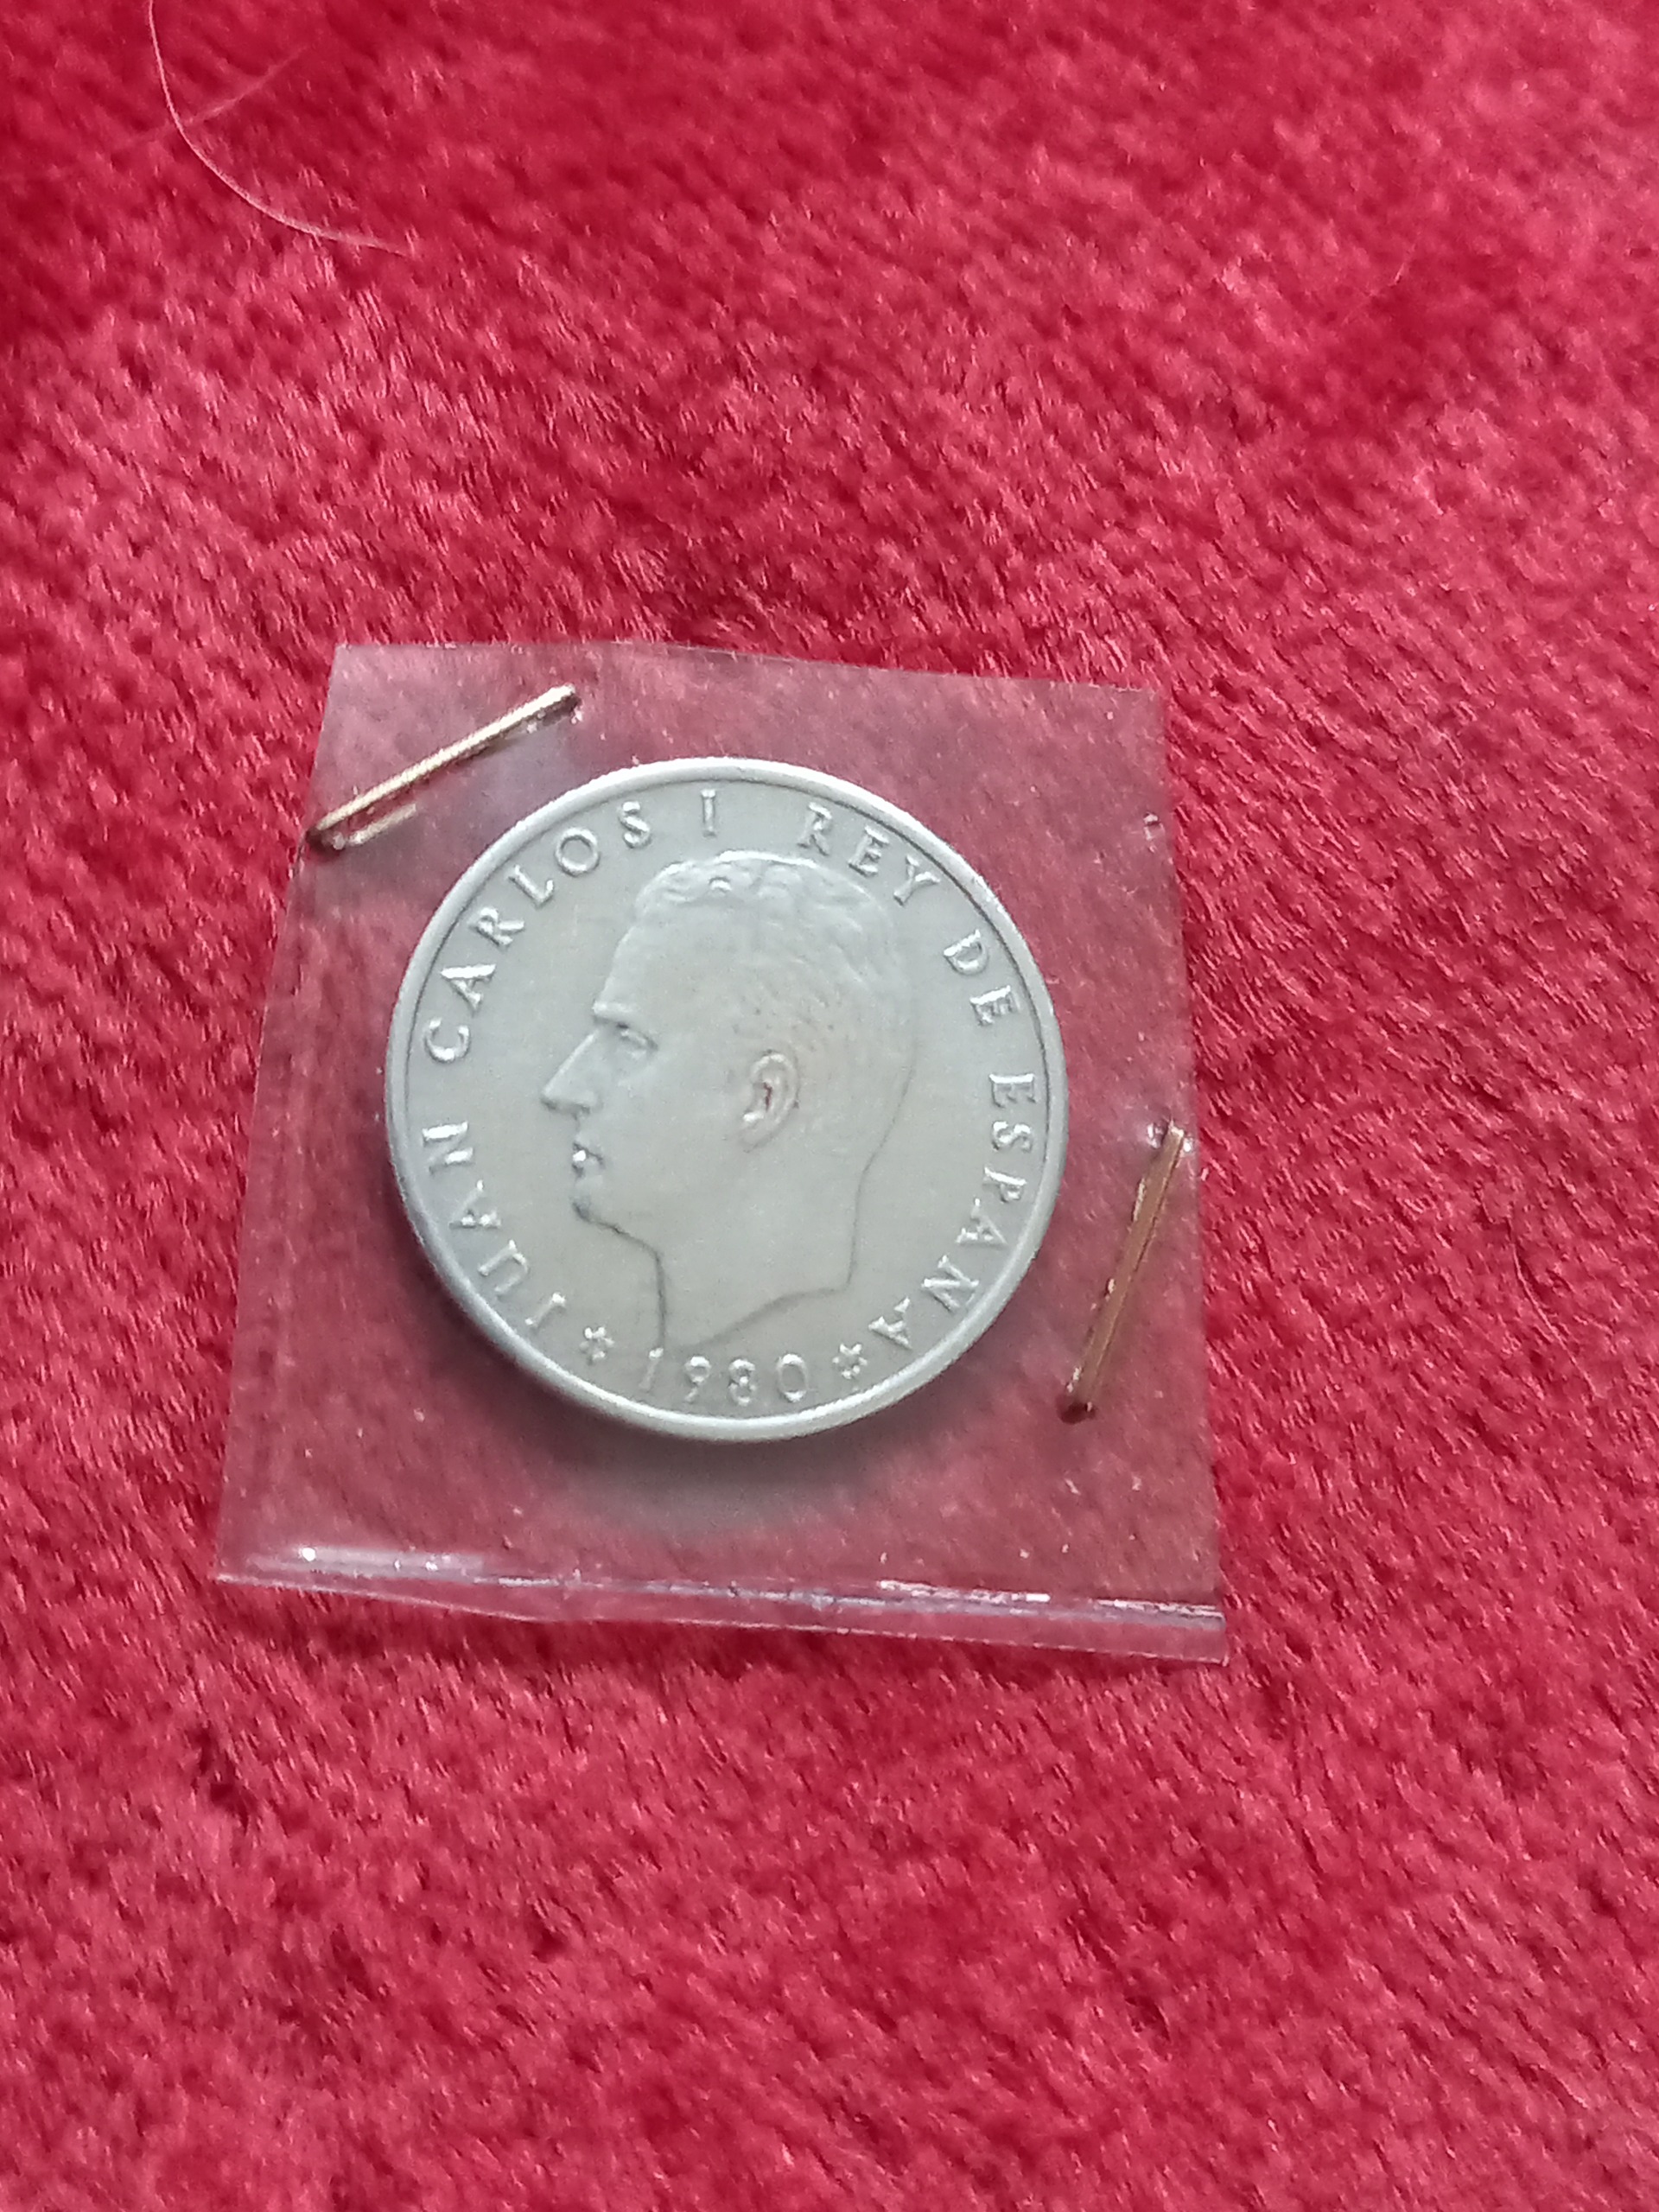 JUAN CARLOS I REY DE ESPAÑA
* 1980 *